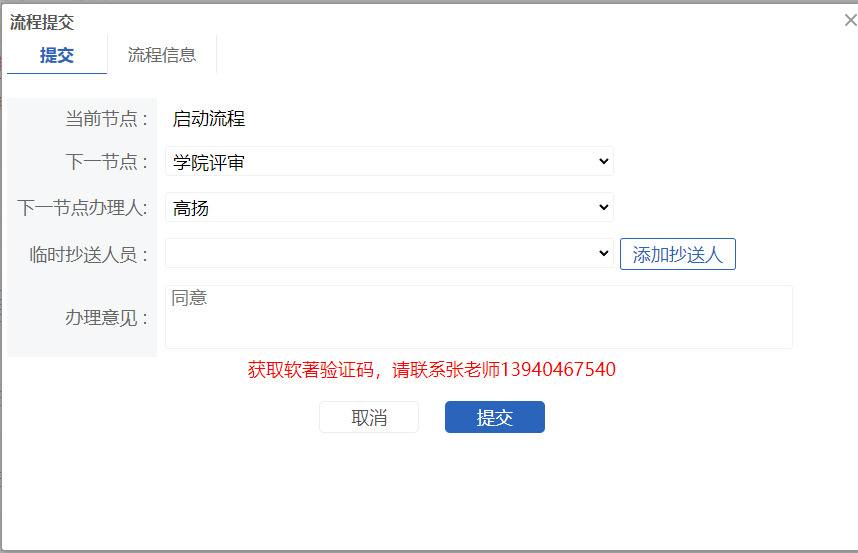 流程提交
提交 流程信息
当前节点： 启动流程
下一节点： 学院评审
下一节点办理人: 高扬
临时抄送人员： 添加抄送人
办理意见： 同意
获取软著验证码，请联系张老师13940467540
取消 提交